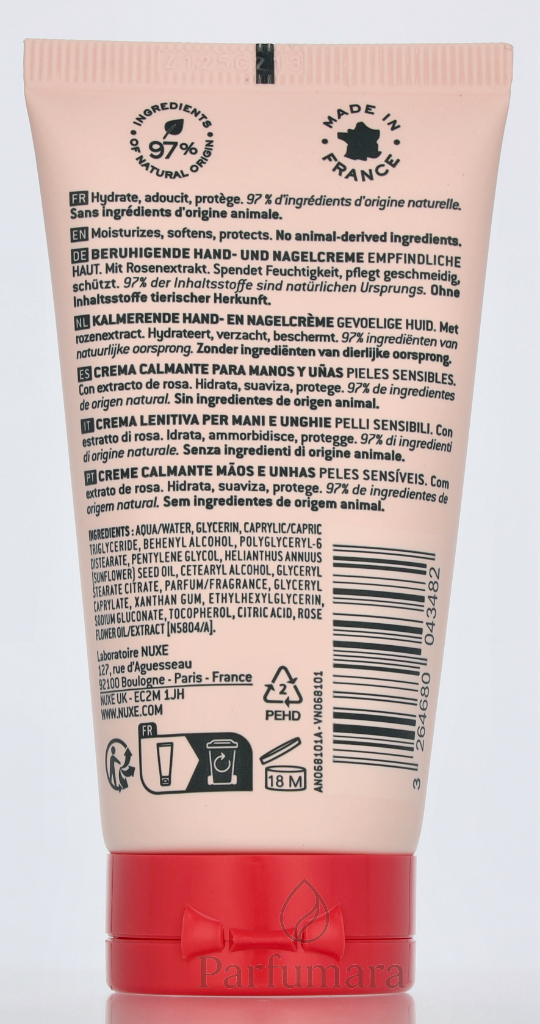 INGREDIENTS
OF NATURAL ORIGIN
97%
MADE IN
FRANCE
FR Hydrate, adoucit, protège. 97 % d'ingrédients d'origine naturelle.
Sans ingrédients d'origine animale.
EN Moisturizes, softens, protects. No animal-derived ingredients.
DE BERUHIGENDE HAND- UND NAGELCREME EMPFINDLICHE
HAUT. Mit Rosenextrakt. Spendet Feuchtigkeit, pflegt geschmeidig,
schützt. 97% der Inhaltsstoffe sind natürlichen Ursprungs. Ohne
Inhaltsstoffe tierischer Herkunft.
NL KALMERENDE HAND- EN NAGELCRÈME GEVOELIGE HUID. Met
rozenextract. Hydrateert, verzacht, beschermt. 97% ingrediënten van
natuurlijke oorsprong. Zonder ingrediënten van dierlijke oorsprong.
ES CREMA CALMANTE PARA MANOS Y UÑAS PIELES SENSIBLES.
Con extracto de rosa. Hidrata, suaviza, protege. 97% de ingredientes
de origen natural. Sin ingredientes de origen animal.
IT CREMA LENITIVA PER MANI E UNGHIE PELLI SENSIBILI. Con
estratto di rosa. Idrata, ammorbidisce, protegge. 97% di ingredienti
di origine naturale. Senza ingredienti di origine animale.
PT CREME CALMANTE MÃOS E UNHAS PELES SENSÍVEIS. Com
extrato de rosa. Hidrata, suaviza, protege. 97% de ingredientes de
origem natural. Sem ingredientes de origem animal.
INGREDIENTS : AQUA/WATER, GLYCERIN, CAPRYLIC/CAPRIC
TRIGLYCERIDE, BEHENYL ALCOHOL, POLYGLYCERYL-6
DISTEARATE, PENTYLENE GLYCOL, HELIANTHUS ANNUUS
(SUNFLOWER) SEED OIL, CETEARYL ALCOHOL, GLYCERYL
STEARATE CITRATE, PARFUM/FRAGRANCE, GLYCERYL
CAPRYLATE, XANTHAN GUM, ETHYLHEXYLGLYCERIN,
SODIUM GLUCONATE, TOCOPHEROL, CITRIC ACID, ROSE
FLOWER OIL/EXTRACT [N5804/A].
Laboratoire NUXE
127, rue d'Aguesseau
92100 Boulogne - Paris - France
NUXE UK - EC2M 1JH
WWW.NUXE.COM
2
PEHD
FR
18 M
AN068101A - VN068101
3 264680 043482
Parfumara